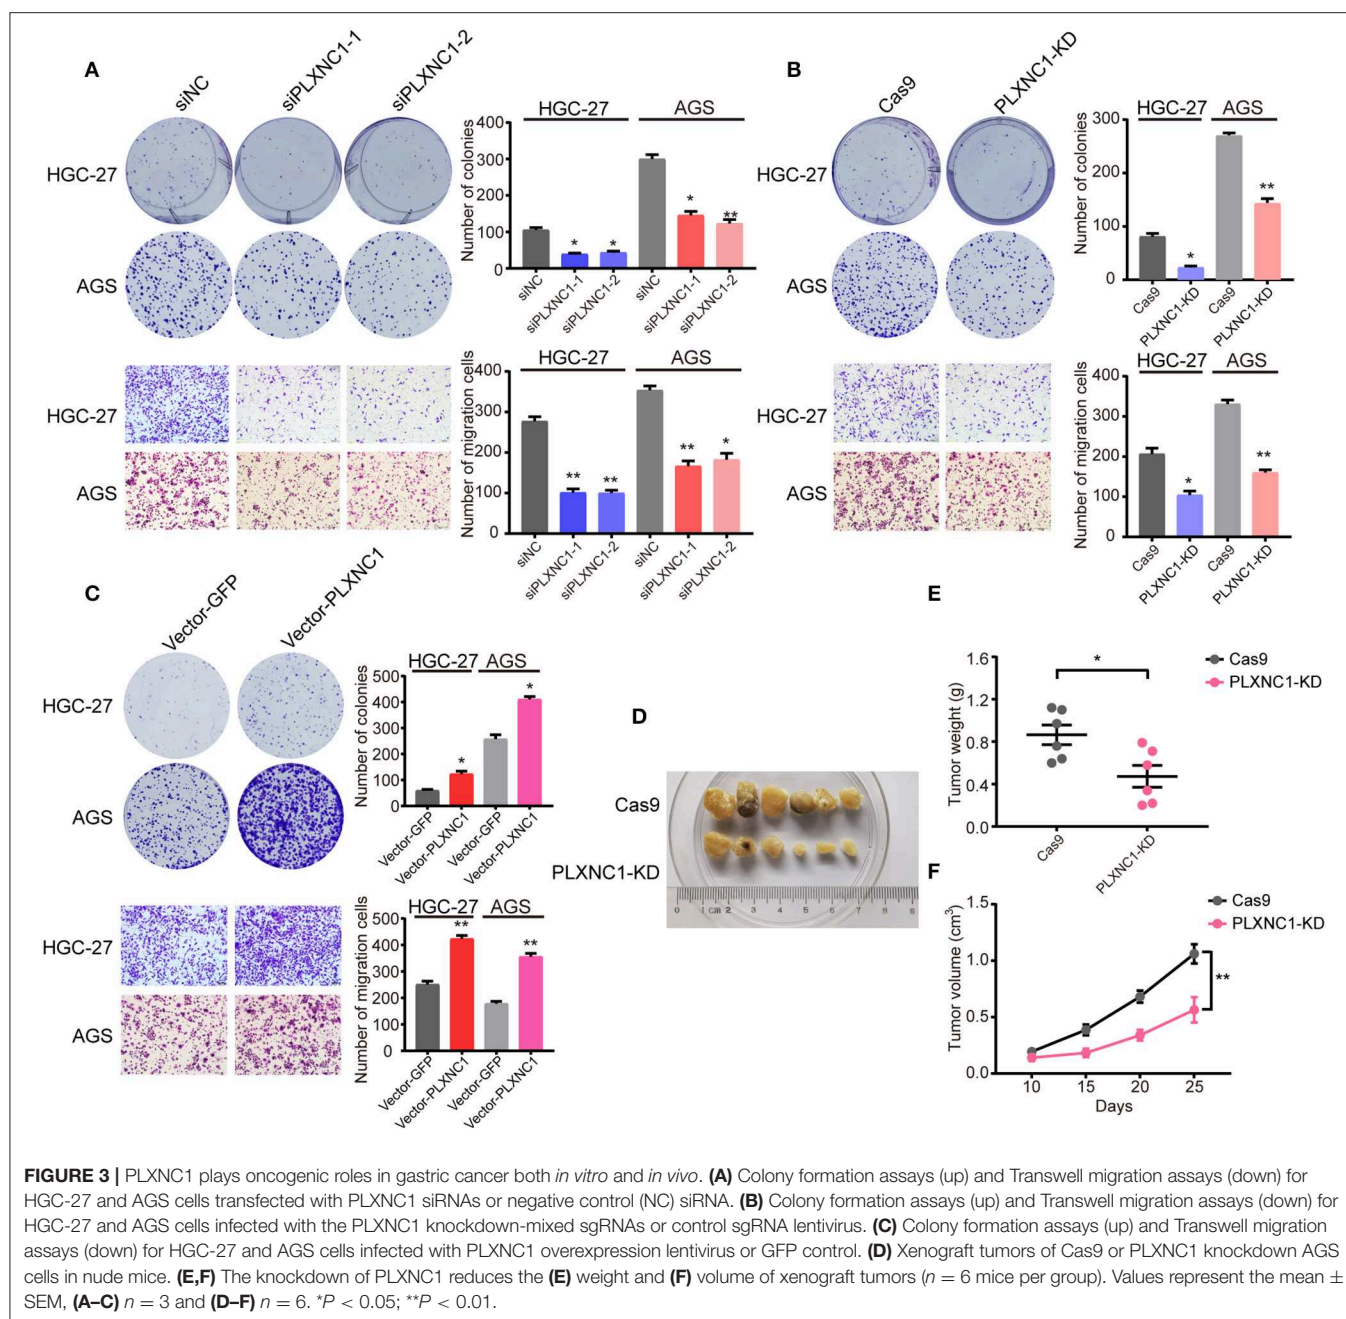 A
siNC
siPLXNC1-1
siPLXNC1-2
HGC-27
AGS
HGC-27
AGS
HGC-27
AGS
Number of colonies
400
300
200
100
0
siNC
siPLXNC1-1
siPLXNC1-2
siNC
siPLXNC1-1
siPLXNC1-2
*
*
*
**
HGC-27
AGS
Number of migration cells
400
300
200
100
0
siNC
siPLXNC1-1
siPLXNC1-2
siNC
siPLXNC1-1
siPLXNC1-2
**
**
**
*
B
Cas9
PLXNC1-KD
HGC-27
AGS
HGC-27
AGS
HGC-27
AGS
Number of colonies
300
200
100
0
Cas9
PLXNC1-KD
Cas9
PLXNC1-KD
*
**
HGC-27
AGS
Number of migration cells
400
300
200
100
0
Cas9
PLXNC1-KD
Cas9
PLXNC1-KD
*
**
C
Vector-GFP
Vector-PLXNC1
HGC-27
AGS
HGC-27
AGS
HGC-27
AGS
Number of colonies
500
400
300
200
100
0
Vector-GFP
Vector-PLXNC1
Vector-GFP
Vector-PLXNC1
*
*
HGC-27
AGS
Number of migration cells
500
400
300
200
100
0
Vector-GFP
Vector-PLXNC1
Vector-GFP
Vector-PLXNC1
**
**
D
Cas9
PLXNC1-KD
0 1cm 2 3 4 5 6 7 8
E
Tumor weight (g)
1.6
1.2
0.8
0.4
0.0
Cas9
PLXNC1-KD
*
Cas9
PLXNC1-KD
F
Tumor volume (cm3)
1.5
1.0
0.5
0.0
10 15 20 25
Days
**
Cas9
PLXNC1-KD
FIGURE 3 | PLXNC1 plays oncogenic roles in gastric cancer both in vitro and in vivo. (A) Colony formation assays (up) and Transwell migration assays (down) for
HGC-27 and AGS cells transfected with PLXNC1 siRNAs or negative control (NC) siRNA. (B) Colony formation assays (up) and Transwell migration assays (down) for
HGC-27 and AGS cells infected with the PLXNC1 knockdown-mixed sgRNAs or control sgRNA lentivirus. (C) Colony formation assays (up) and Transwell migration
assays (down) for HGC-27 and AGS cells infected with PLXNC1 overexpression lentivirus or GFP control. (D) Xenograft tumors of Cas9 or PLXNC1 knockdown AGS
cells in nude mice. (E,F) The knockdown of PLXNC1 reduces the (E) weight and (F) volume of xenograft tumors (n = 6 mice per group). Values represent the mean ±
SEM, (A–C) n = 3 and (D–F) n = 6. *P < 0.05; **P < 0.01.